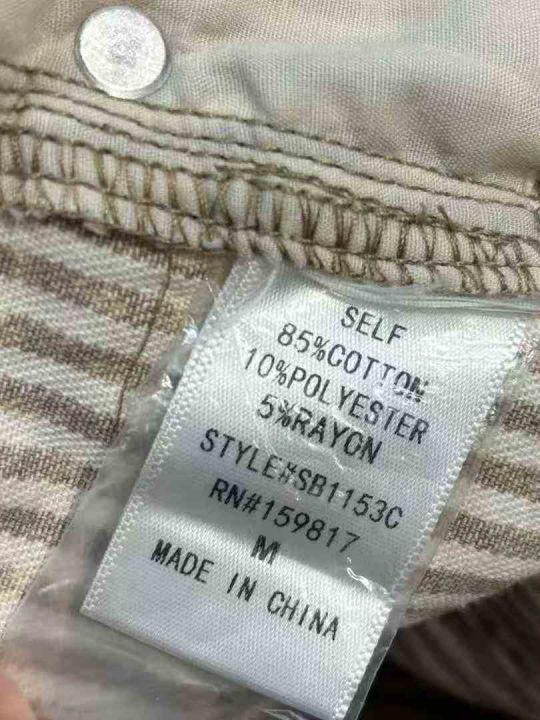 SELF
85%COTTON
10%POLYESTER
5%RAYON
STYLE#SB1153C
RN#159817
M
MADE IN CHINA